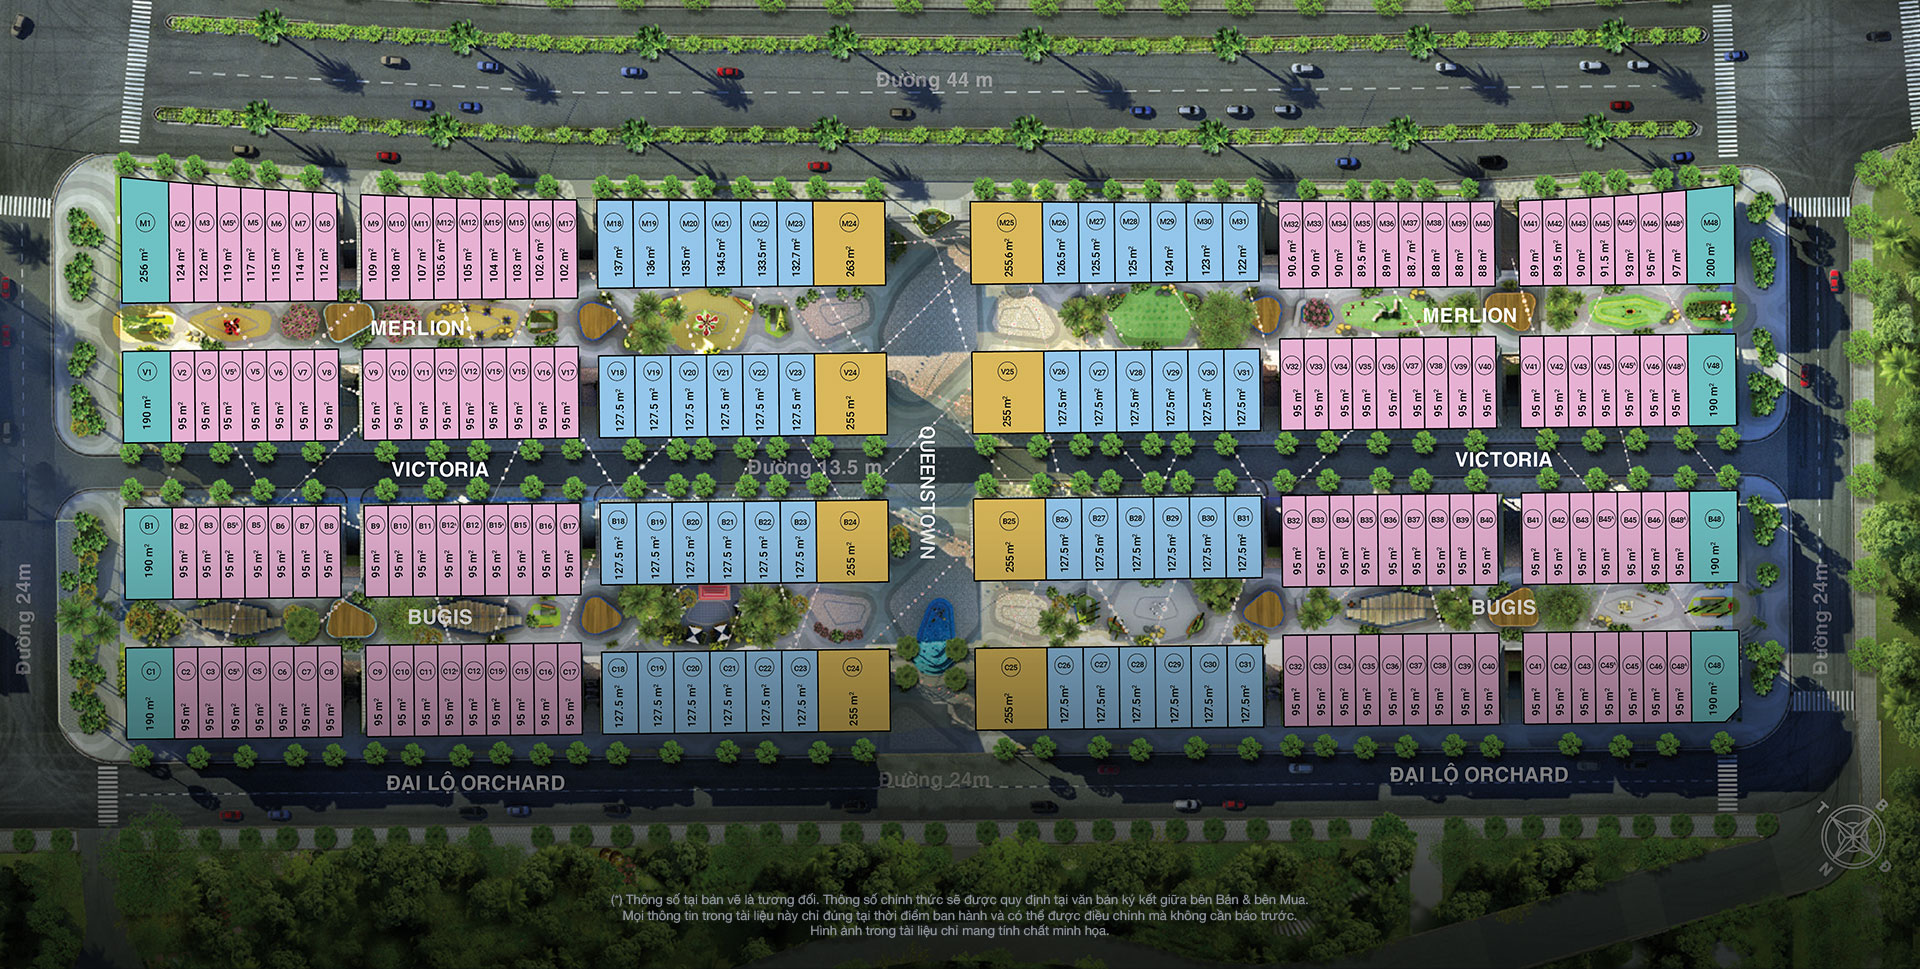 Đường 44 m
M1 M2 M3 M5ᴬ M5 M6 M7 M8 M9 M10 M11 M12ᴬ M12 M15ᴬ M15 M16 M17 M18 M19 M20 M21 M22 M23 M24 M25 M26 M27 M28 M29 M30 M31 M32 M33 M34 M35 M36 M37 M38 M39 M40 M41 M42 M43 M45 M45ᴬ M46 M48ᴬ M48
256 m² 124 m² 122 m² 119 m² 117 m² 115 m² 114 m² 112 m² 109 m² 108 m² 107 m² 105.6 m² 105 m² 104 m² 103 m² 102.6 m² 102 m² 137 m² 136 m² 135 m² 134.5 m² 133.5 m² 132.7 m² 263 m² 255.6 m² 126.5 m² 125.5 m² 125 m² 124 m² 123 m² 122 m² 90.6 m² 90 m² 90 m² 89.5 m² 89 m² 88.7 m² 88 m² 88 m² 88 m² 89 m² 89.5 m² 90 m² 91.5 m² 93 m² 95 m² 97 m² 200 m²
MERLION MERLION
V1 V2 V3 V5ᴬ V5 V6 V7 V8 V9 V10 V11 V12ᴬ V12 V15ᴬ V15 V16 V17 V18 V19 V20 V21 V22 V23 V24 V25 V26 V27 V28 V29 V30 V31 V32 V33 V34 V35 V36 V37 V38 V39 V40 V41 V42 V43 V45 V45ᴬ V46 V48ᴬ V48
190 m² 95 m² 95 m² 95 m² 95 m² 95 m² 95 m² 95 m² 95 m² 95 m² 95 m² 95 m² 95 m² 95 m² 95 m² 95 m² 95 m² 127.5 m² 127.5 m² 127.5 m² 127.5 m² 127.5 m² 127.5 m² 255 m² 255 m² 127.5 m² 127.5 m² 127.5 m² 127.5 m² 127.5 m² 127.5 m² 95 m² 95 m² 95 m² 95 m² 95 m² 95 m² 95 m² 95 m² 95 m² 95 m² 95 m² 95 m² 95 m² 95 m² 95 m² 95 m² 190 m²
VICTORIA Đường 13.5 m VICTORIA
QUEENSTOWN
B1 B2 B3 B5ᴬ B5 B6 B7 B8 B9 B10 B11 B12ᴬ B12 B15ᴬ B15 B16 B17 B18 B19 B20 B21 B22 B23 B24 B25 B26 B27 B28 B29 B30 B31 B32 B33 B34 B35 B36 B37 B38 B39 B40 B41 B42 B43 B45ᴬ B45 B46 B48ᴬ B48
190 m² 95 m² 95 m² 95 m² 95 m² 95 m² 95 m² 95 m² 95 m² 95 m² 95 m² 95 m² 95 m² 95 m² 95 m² 95 m² 95 m² 127.5 m² 127.5 m² 127.5 m² 127.5 m² 127.5 m² 127.5 m² 255 m² 255 m² 127.5 m² 127.5 m² 127.5 m² 127.5 m² 127.5 m² 127.5 m² 95 m² 95 m² 95 m² 95 m² 95 m² 95 m² 95 m² 95 m² 95 m² 95 m² 95 m² 95 m² 95 m² 95 m² 95 m² 95 m² 190 m²
Đường 24m
BUGIS BUGIS
Đường 24m
C1 C2 C3 C5ᴬ C5 C6 C7 C8 C9 C10 C11 C12ᴬ C12 C15ᴬ C15 C16 C17 C18 C19 C20 C21 C22 C23 C24 C25 C26 C27 C28 C29 C30 C31 C32 C33 C34 C35 C36 C37 C38 C39 C40 C41 C42 C43 C45ᴬ C45 C46 C48ᴬ C48
190 m² 95 m² 95 m² 95 m² 95 m² 95 m² 95 m² 95 m² 95 m² 95 m² 95 m² 95 m² 95 m² 95 m² 95 m² 95 m² 95 m² 127.5 m² 127.5 m² 127.5 m² 127.5 m² 127.5 m² 127.5 m² 255 m² 255 m² 127.5 m² 127.5 m² 127.5 m² 127.5 m² 127.5 m² 127.5 m² 95 m² 95 m² 95 m² 95 m² 95 m² 95 m² 95 m² 95 m² 95 m² 95 m² 95 m² 95 m² 95 m² 95 m² 95 m² 95 m² 190 m²
ĐẠI LỘ ORCHARD Đường 24m ĐẠI LỘ ORCHARD
T B
N Đ
(*) Thông số tại bản vẽ là tương đối. Thông số chính thức sẽ được quy định tại văn bản ký kết giữa bên Bán & bên Mua.
Mọi thông tin trong tài liệu này chỉ đúng tại thời điểm ban hành và có thể được điều chỉnh mà không cần báo trước.
Hình ảnh trong tài liệu chỉ mang tính chất minh họa.